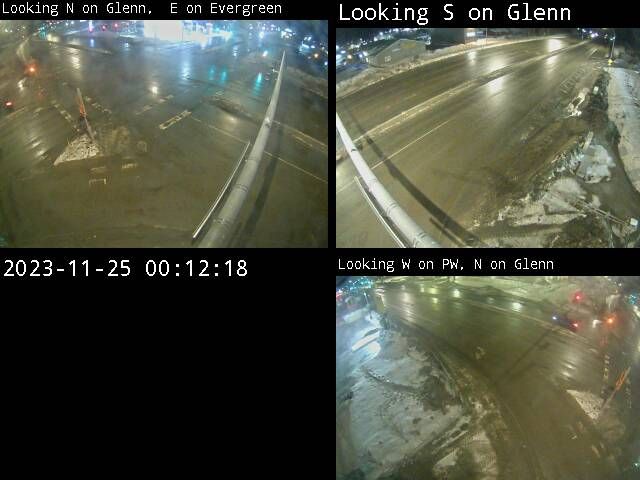 Looking N on Glenn,  E on Evergreen
Looking S on Glenn
2023-11-25 00:12:18
Looking W on PW, N on Glenn